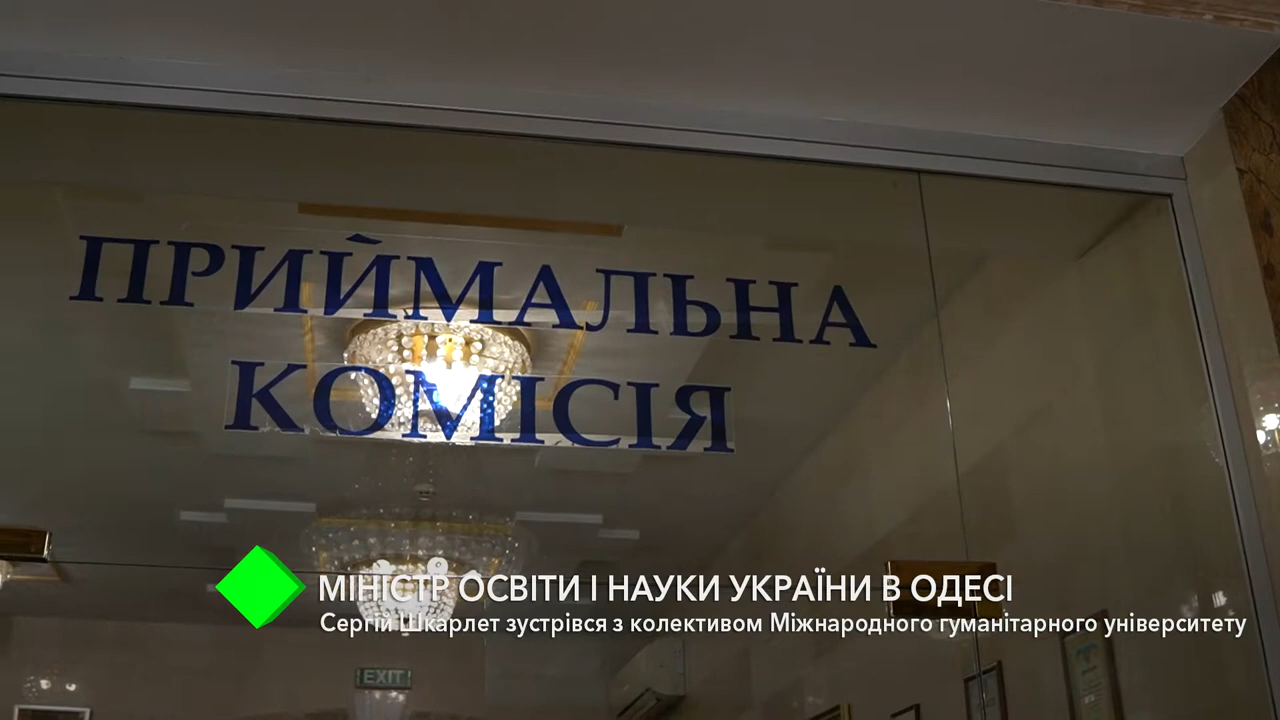 ПРИЙМАЛЬНА
КОМІСІЯ
МІНІСТР ОСВІТИ І НАУКИ УКРАЇНИ В ОДЕСІ
Сергій Шкарлет зустрівся з колективом Міжнародного гуманітарного університету
EXIT